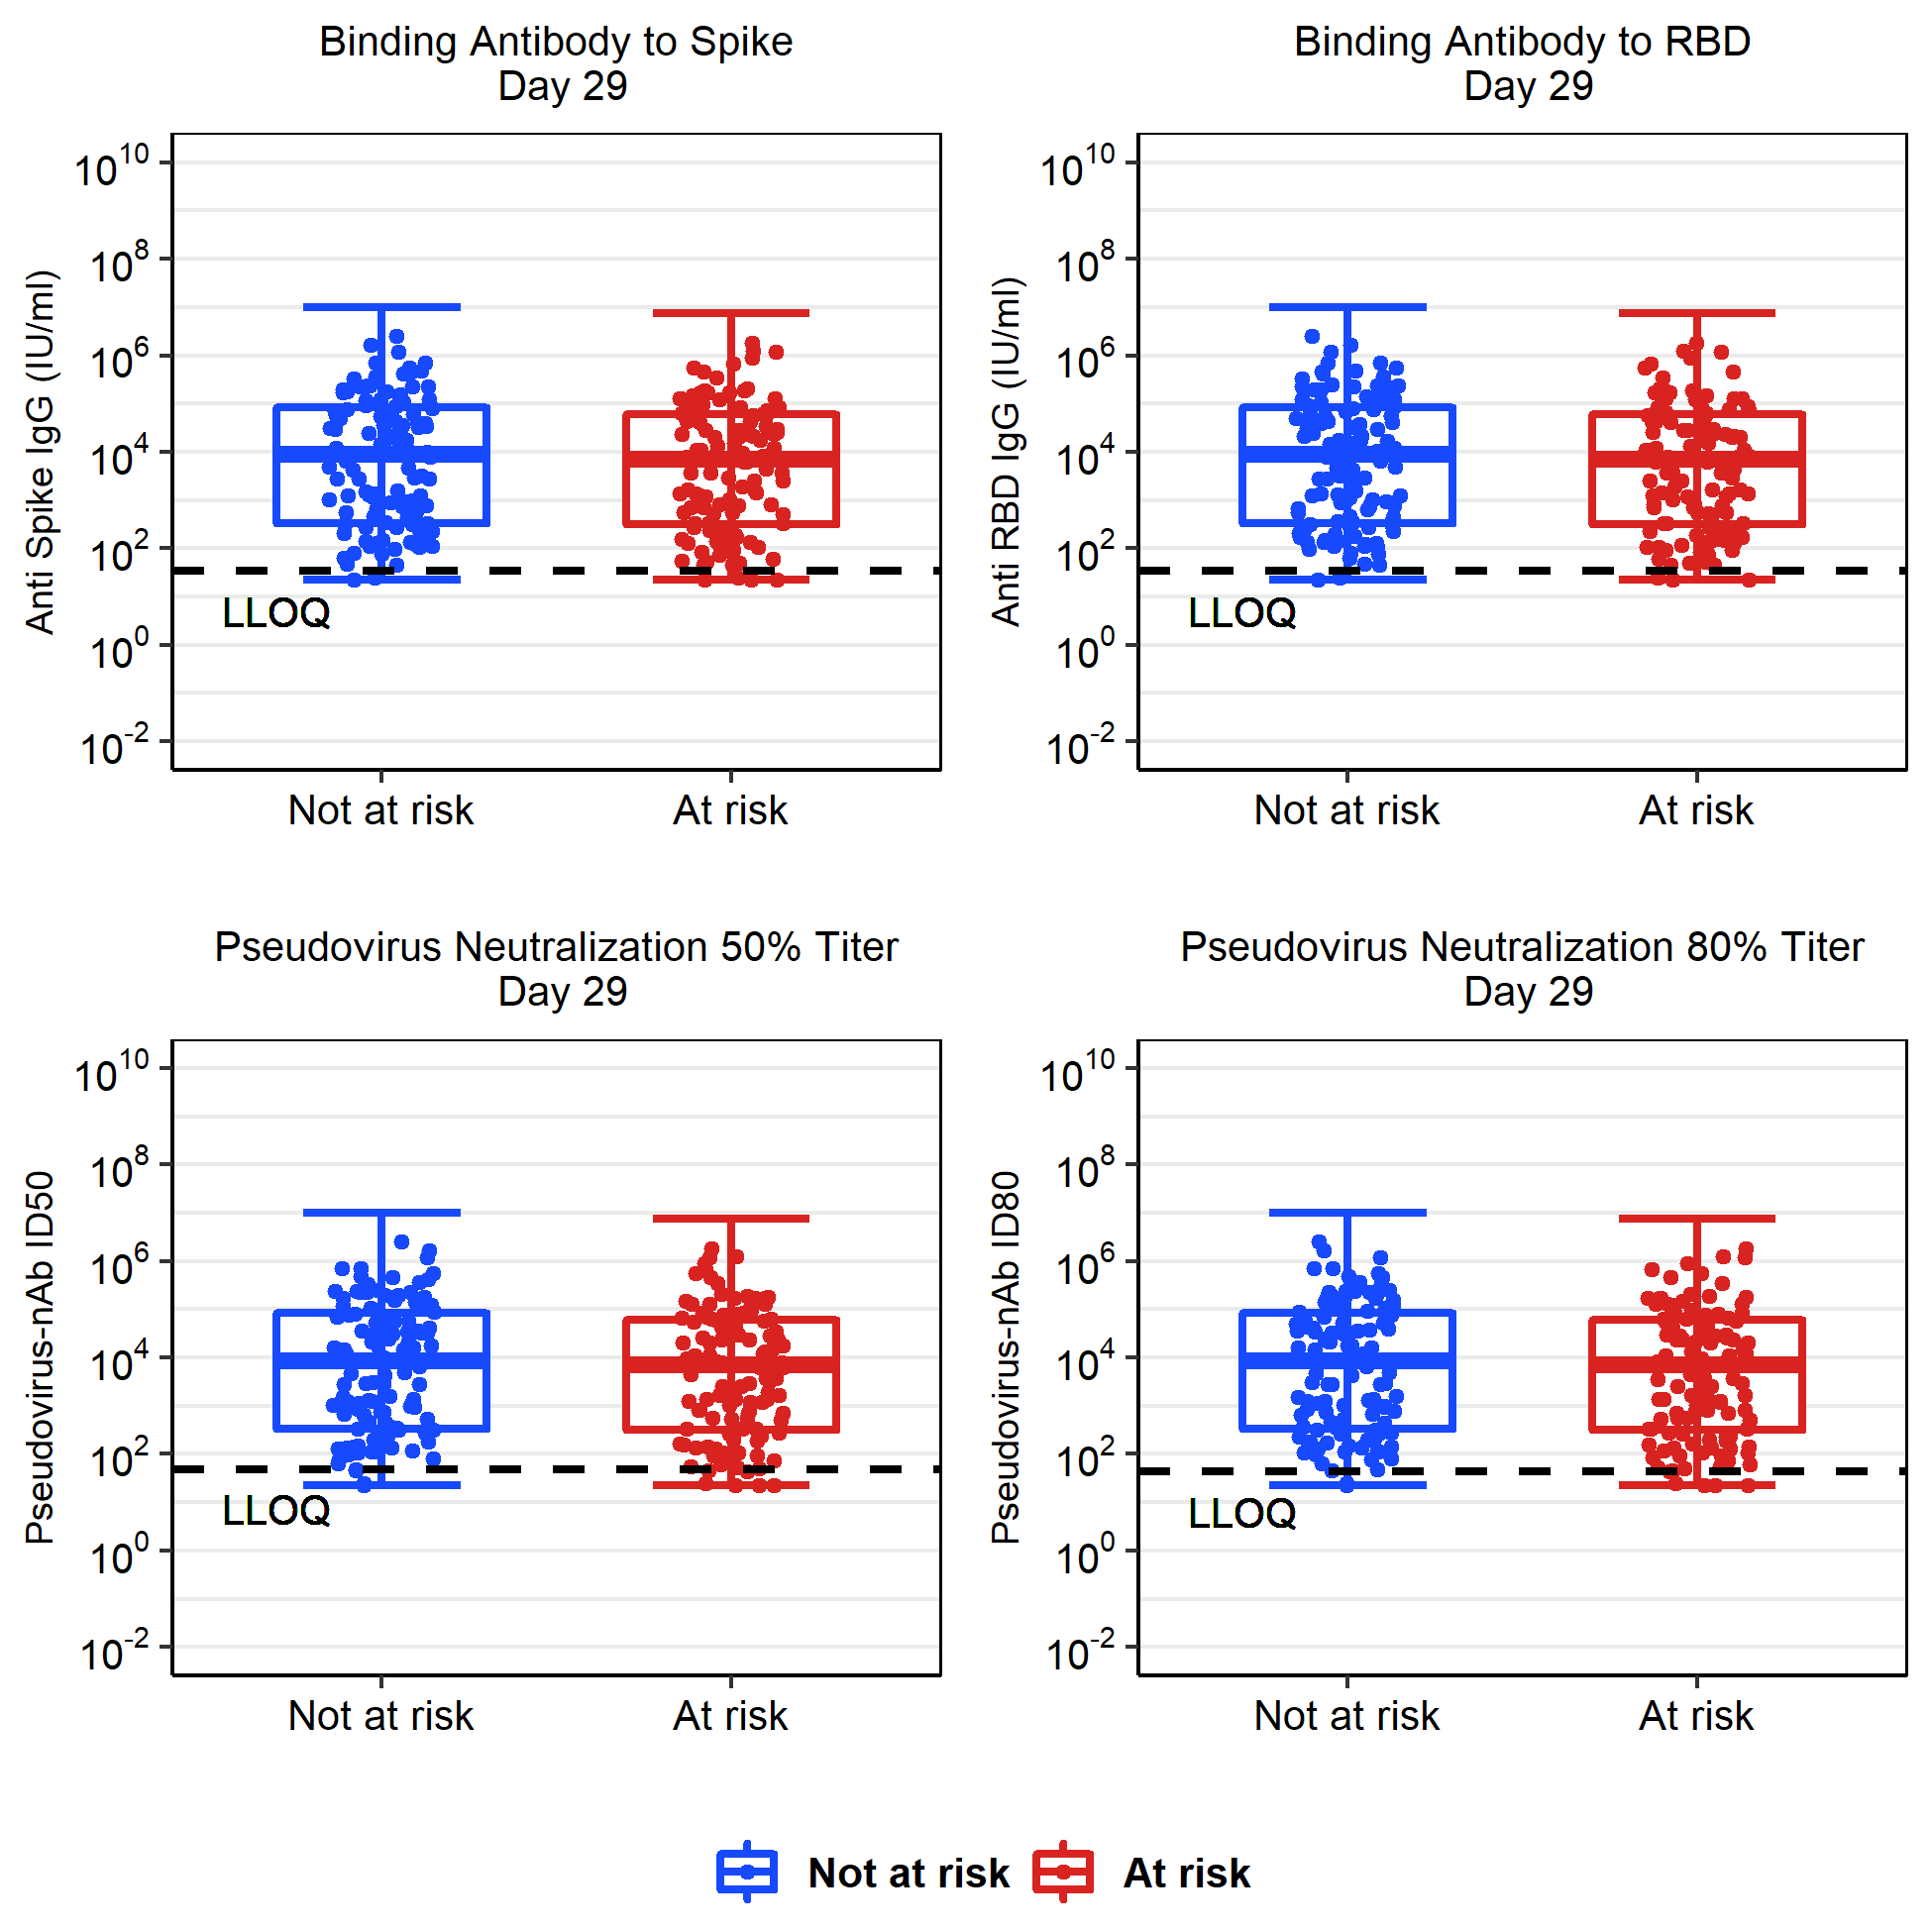 Binding Antibody to Spike
Day 29
Anti Spike IgG (IU/ml)
10^10
10^8
10^6
10^4
10^2
10^0
10^-2
LLOQ
Not at risk At risk
Binding Antibody to RBD
Day 29
Anti RBD IgG (IU/ml)
10^10
10^8
10^6
10^4
10^2
10^0
10^-2
LLOQ
Not at risk At risk
Pseudovirus Neutralization 50% Titer
Day 29
Pseudovirus-nAb ID50
10^10
10^8
10^6
10^4
10^2
10^0
10^-2
LLOQ
Not at risk At risk
Pseudovirus Neutralization 80% Titer
Day 29
Pseudovirus-nAb ID80
10^10
10^8
10^6
10^4
10^2
10^0
10^-2
LLOQ
Not at risk At risk
Not at risk At risk